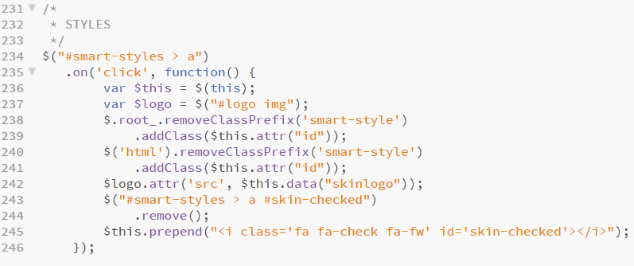 231 /*
232  * STYLES
233  */
234 $("#smart-styles > a")
235    .on('click', function() {
236         var $this = $(this);
237         var $logo = $("#logo img");
238         $.root_.removeClassPrefix('smart-style')
239             .addClass($this.attr("id"));
240         $('html').removeClassPrefix('smart-style')
241             .addClass($this.attr("id"));
242         $logo.attr('src', $this.data("skinlogo"));
243         $("#smart-styles > a #skin-checked")
244             .remove();
245         $this.prepend("<i class='fa fa-check fa-fw' id='skin-checked'></i>");
246     });